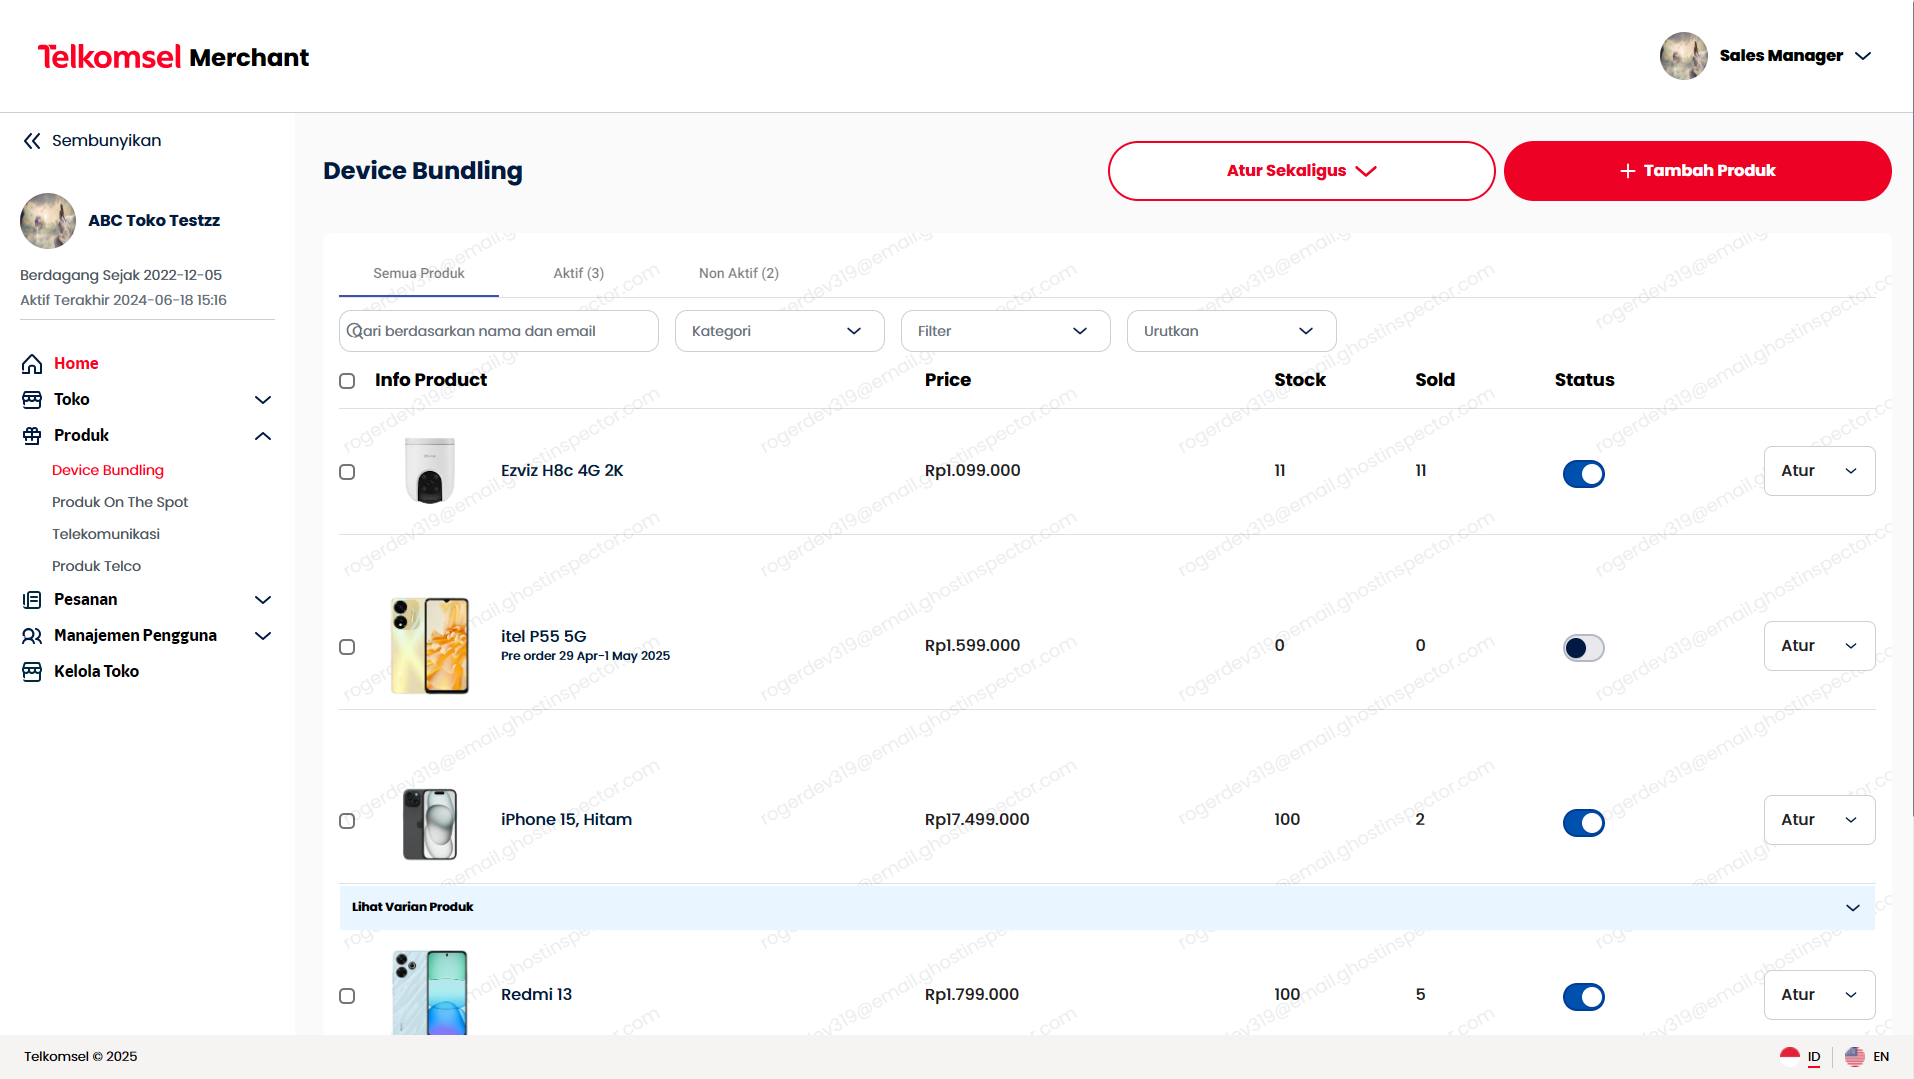 Telkomsel Merchant
Sales Manager
Sembunyikan
ABC Toko Testzz
Berdagang Sejak 2022-12-05
Aktif Terakhir 2024-06-18 15:16
Home
Toko
Produk
Device Bundling
Produk On The Spot
Telekomunikasi
Produk Telco
Pesanan
Manajemen Pengguna
Kelola Toko
Device Bundling
Atur Sekaligus
+ Tambah Produk
Semua Produk
Aktif (3)
Non Aktif (2)
Cari berdasarkan nama dan email
Kategori
Filter
Urutkan
Info Product Price Stock Sold Status
Ezviz H8c 4G 2K Rp1.099.000 11 11 Atur
itel P55 5G
Pre order 29 Apr-1 May 2025
Rp1.599.000 0 0 Atur
iPhone 15, Hitam Rp17.499.000 100 2 Atur
Lihat Varian Produk
Redmi 13 Rp1.799.000 100 5 Atur
rogerdev319@email.ghostinspector.com
Telkomsel © 2025
ID
EN